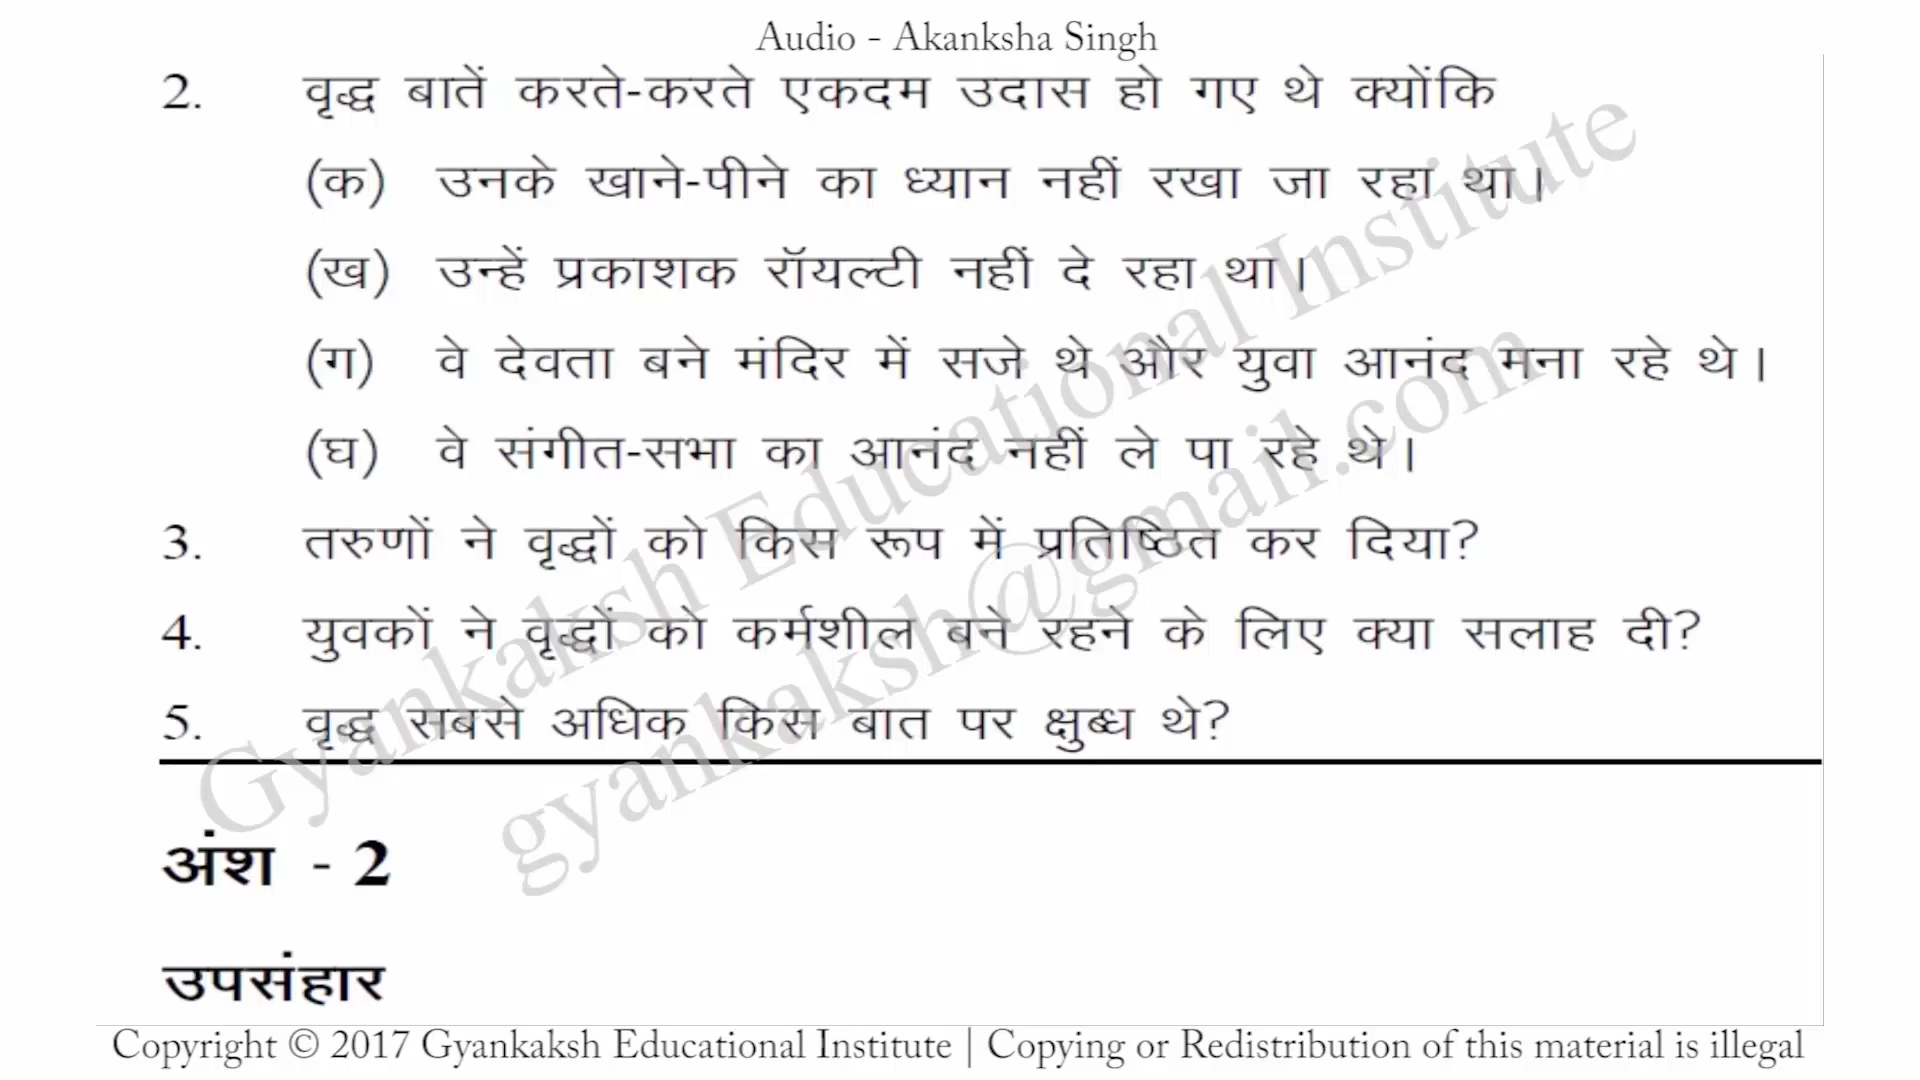 Audio - Akanksha Singh
2. वृद्ध बातें करते-करते एकदम उदास हो गए थे क्योंकि
(क) उनके खाने-पीने का ध्यान नहीं रखा जा रहा था।
(ख) उन्हें प्रकाशक रॉयल्टी नहीं दे रहा था।
(ग) वे देवता बने मंदिर में सजे थे और युवा आनंद मना रहे थे।
(घ) वे संगीत-सभा का आनंद नहीं ले पा रहे थे।
3. तरुणों ने वृद्धों को किस रूप में प्रतिष्ठित कर दिया?
4. युवकों ने वृद्धों को कर्मशील बने रहने के लिए क्या सलाह दी?
5. वृद्ध सबसे अधिक किस बात पर क्षुब्ध थे?
Gyankaksh Educational Institute
gyankaksh@gmail.com
अंश - 2
उपसंहार
Copyright © 2017 Gyankaksh Educational Institute | Copying or Redistribution of this material is illegal